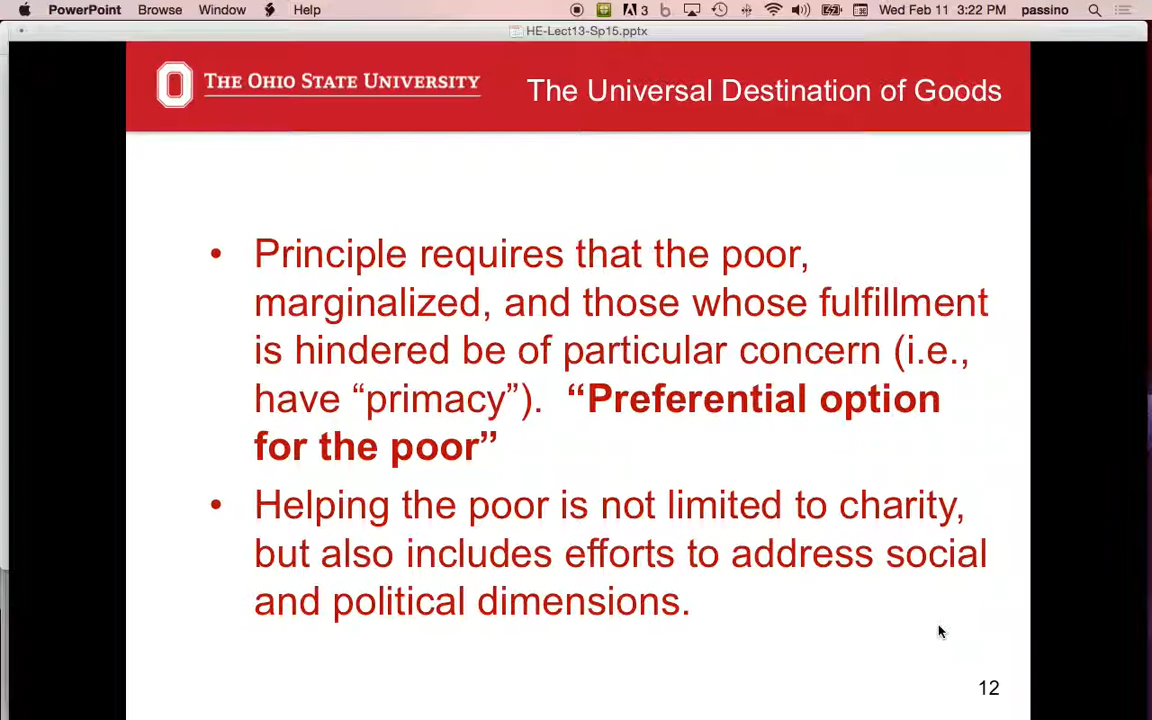 PowerPoint Browse Window Help 3 Wed Feb 11 3:22 PM passino
HE-Lect13-Sp15.pptx
THE OHIO STATE UNIVERSITY
The Universal Destination of Goods
• Principle requires that the poor,
marginalized, and those whose fulfillment
is hindered be of particular concern (i.e.,
have “primacy”). “Preferential option
for the poor”
• Helping the poor is not limited to charity,
but also includes efforts to address social
and political dimensions.
12